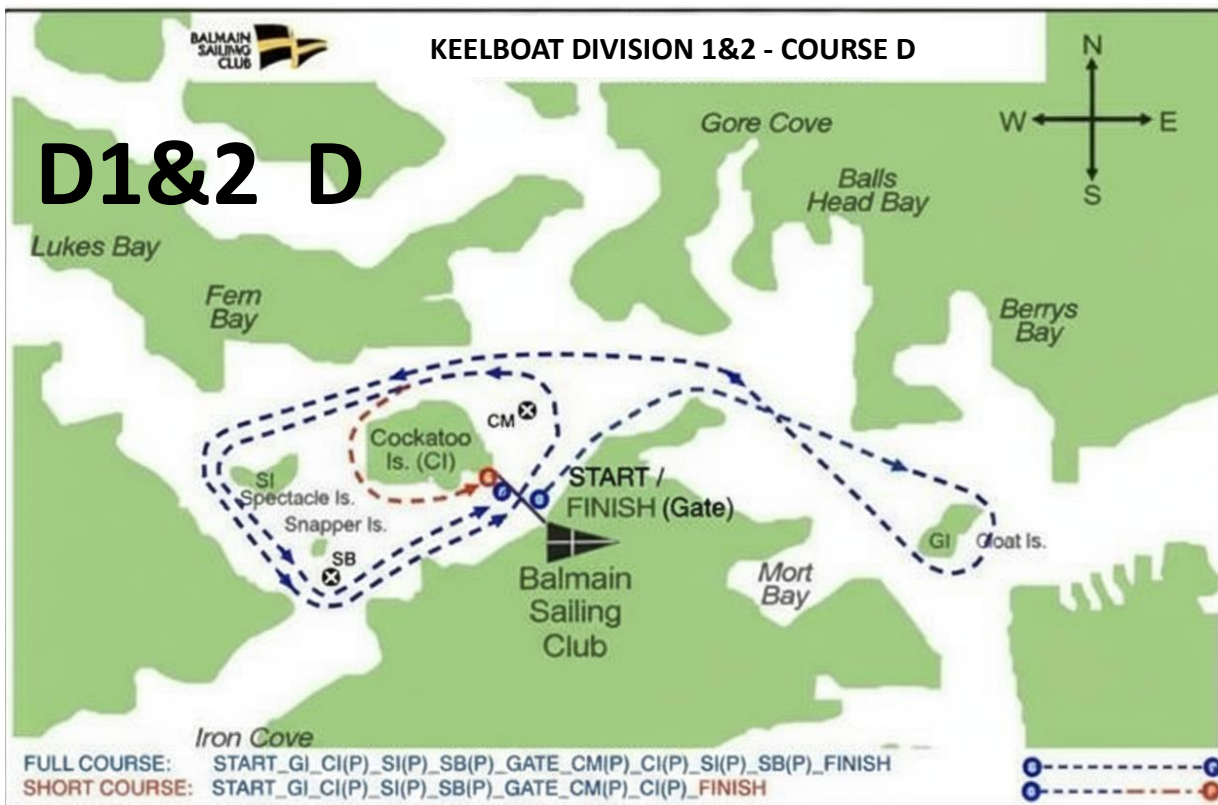 BALMAIN
SAILING
CLUB
KEELBOAT DIVISION 1&2 - COURSE D
N
W E
S
D1&2 D
Gore Cove
Balls
Head Bay
Lukes Bay
Fern
Bay
Berrys
Bay
CM
Cockatoo
Is. (CI)
SI
Spectacle Is.
Snapper Is.
SB
START /
FINISH (Gate)
GI Goat Is.
Balmain
Sailing
Club
Mort
Bay
Iron Cove
FULL COURSE: START_GI_CI(P)_SI(P)_SB(P)_GATE_CM(P)_CI(P)_SI(P)_SB(P)_FINISH
SHORT COURSE: START_GI_CI(P)_SI(P)_SB(P)_GATE_CM(P)_CI(P)_FINISH